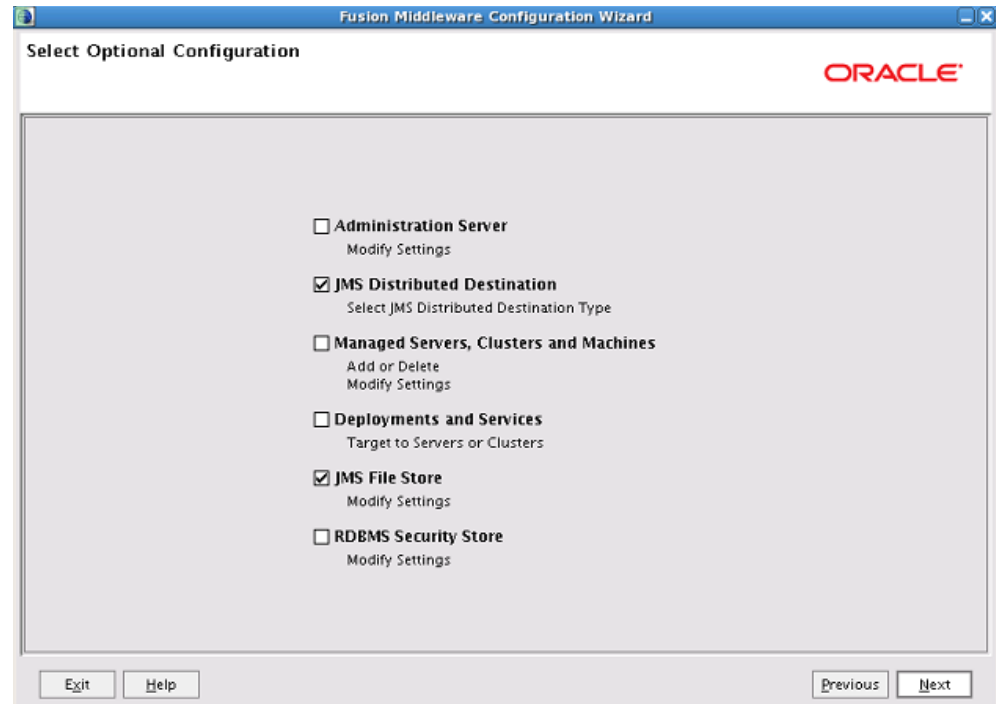 Fusion Middleware Configuration Wizard
Select Optional Configuration
ORACLE
Administration Server
Modify Settings
JMS Distributed Destination
Select JMS Distributed Destination Type
Managed Servers, Clusters and Machines
Add or Delete
Modify Settings
Deployments and Services
Target to Servers or Clusters
JMS File Store
Modify Settings
RDBMS Security Store
Modify Settings
Exit Help Previous Next